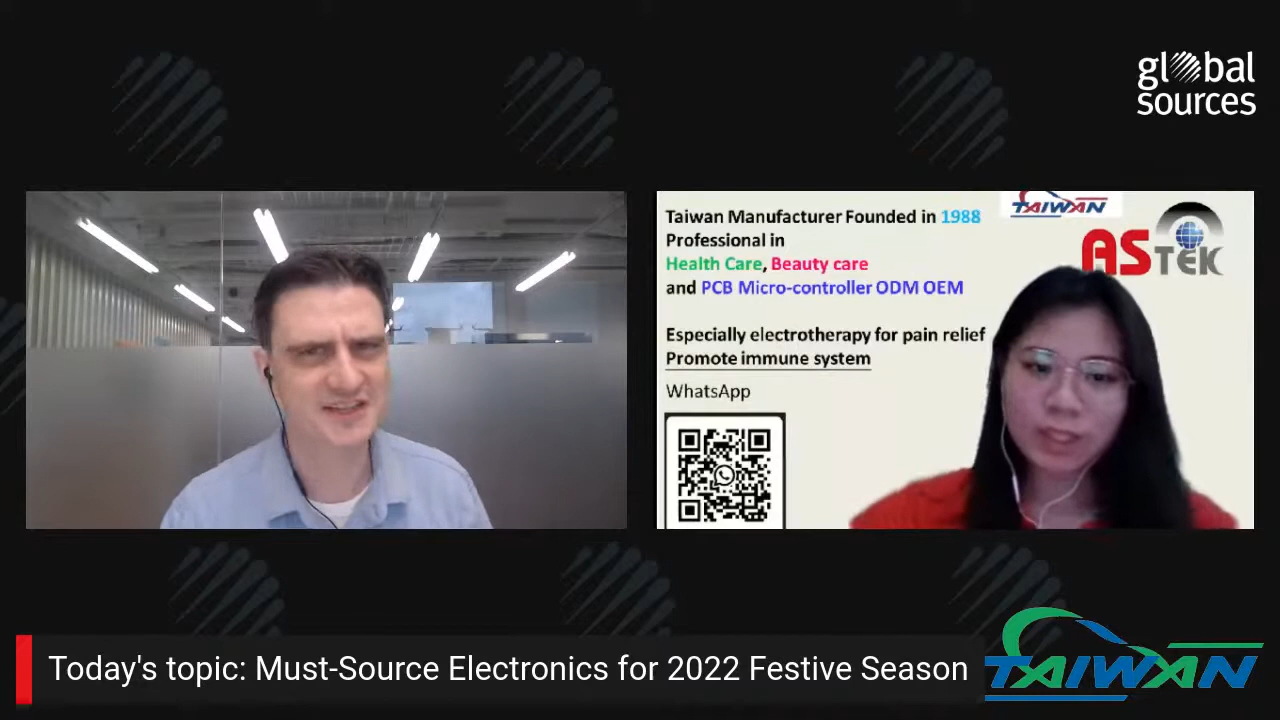 global
sources
TAIWAN
Taiwan Manufacturer Founded in 1988
Professional in
Health Care, Beauty care
and PCB Micro-controller ODM OEM
ASTEK
Especially electrotherapy for pain relief
Promote immune system
WhatsApp
Today's topic: Must-Source Electronics for 2022 Festive Season
TAIWAN